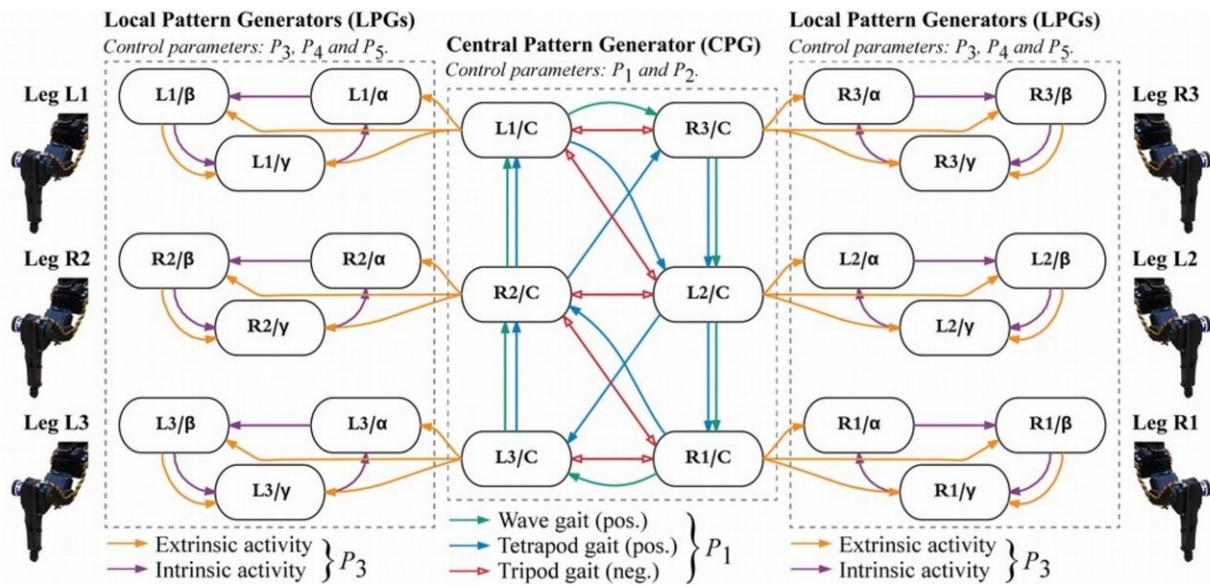 Local Pattern Generators (LPGs)
Control parameters: P3, P4 and P5.
Central Pattern Generator (CPG)
Control parameters: P1 and P2.
Local Pattern Generators (LPGs)
Control parameters: P3, P4 and P5.
Leg L1
L1/β
L1/α
L1/γ
L1/C
R3/C
R3/α
R3/β
R3/γ
Leg R3
Leg R2
R2/β
R2/α
R2/γ
R2/C
L2/C
L2/α
L2/β
L2/γ
Leg L2
Leg L3
L3/β
L3/α
L3/γ
L3/C
R1/C
R1/α
R1/β
R1/γ
Leg R1
Extrinsic activity
Intrinsic activity
} P3
Wave gait (pos.)
Tetrapod gait (pos.)
Tripod gait (neg.)
} P1
Extrinsic activity
Intrinsic activity
} P3